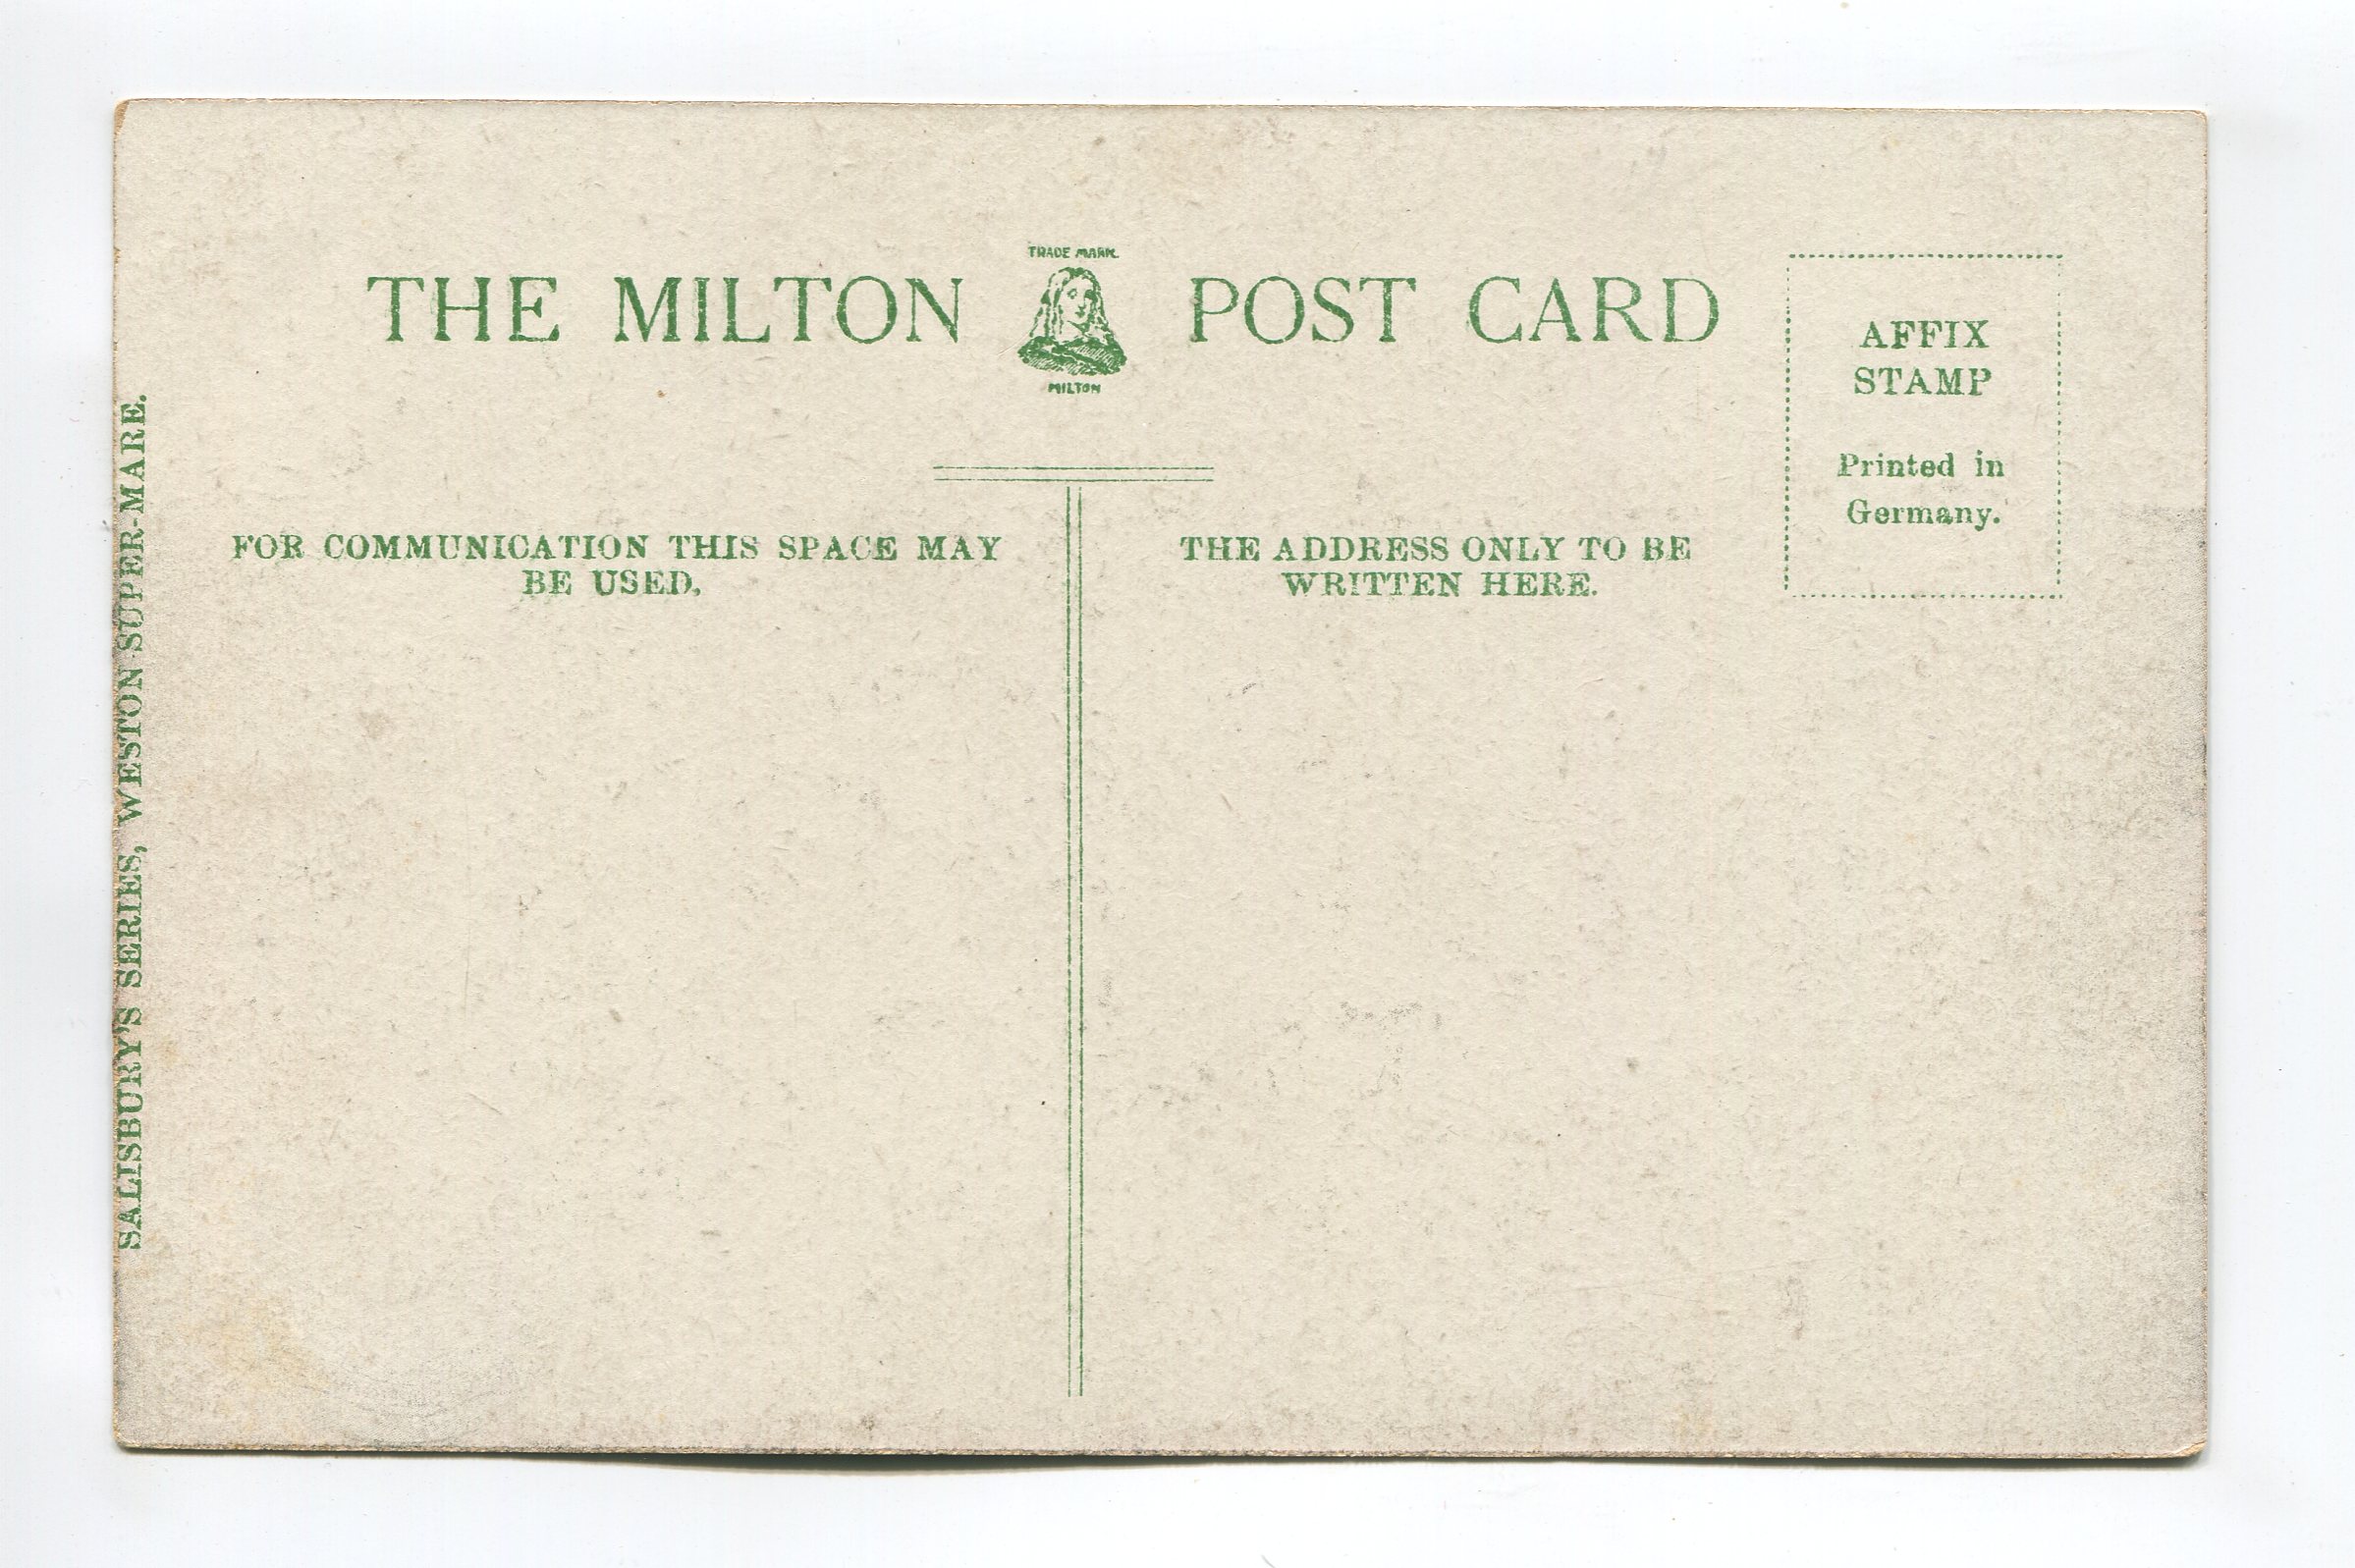 TRADE MARK.
THE MILTON POST CARD
MILTON
AFFIX
STAMP
Printed in
Germany.
FOR COMMUNICATION THIS SPACE MAY
BE USED.
THE ADDRESS ONLY TO BE
WRITTEN HERE.
SALISBURY'S SERIES, WESTON-SUPER-MARE.